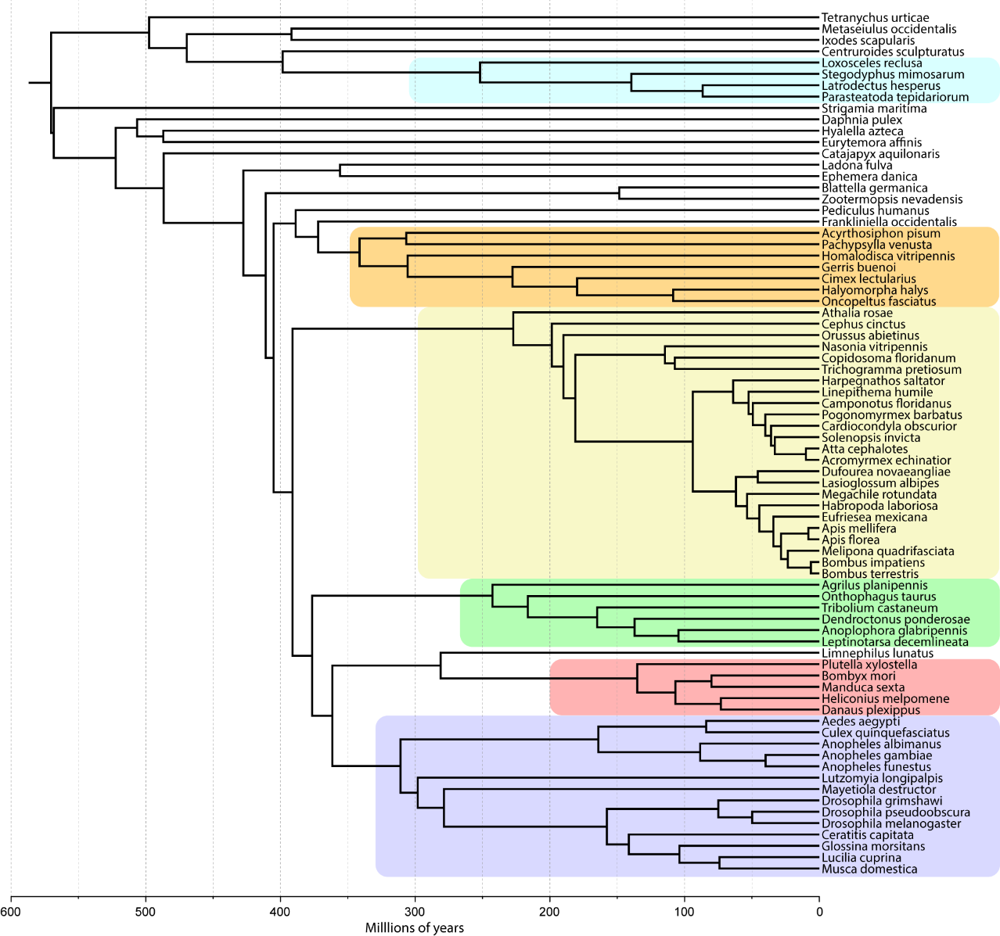 Tetranychus urticae
Metaseiulus occidentalis
Ixodes scapularis
Centruroides sculpturatus
Loxosceles reclusa
Stegodyphus mimosarum
Latrodectus hesperus
Parasteatoda tepidariorum
Strigamia maritima
Daphnia pulex
Hyalella azteca
Eurytemora affinis
Catajapyx aquilonaris
Ladona fulva
Ephemera danica
Blattella germanica
Zootermopsis nevadensis
Pediculus humanus
Frankliniella occidentalis
Acyrthosiphon pisum
Pachypsylla venusta
Homalodisca vitripennis
Gerris buenoi
Cimex lectularius
Halyomorpha halys
Oncopeltus fasciatus
Athalia rosae
Cephus cinctus
Orussus abietinus
Nasonia vitripennis
Copidosoma floridanum
Trichogramma pretiosum
Harpegnathos saltator
Linepithema humile
Camponotus floridanus
Pogonomyrmex barbatus
Cardiocondyla obscurior
Solenopsis invicta
Atta cephalotes
Acromyrmex echinatior
Dufourea novaeangliae
Lasioglossum albipes
Megachile rotundata
Habropoda laboriosa
Eufriesea mexicana
Apis mellifera
Apis florea
Melipona quadrifasciata
Bombus impatiens
Bombus terrestris
Agrilus planipennis
Onthophagus taurus
Tribolium castaneum
Dendroctonus ponderosae
Anoplophora glabripennis
Leptinotarsa decemlineata
Limnephilus lunatus
Plutella xylostella
Bombyx mori
Manduca sexta
Heliconius melpomene
Danaus plexippus
Aedes aegypti
Culex quinquefasciatus
Anopheles albimanus
Anopheles gambiae
Anopheles funestus
Lutzomyia longipalpis
Mayetiola destructor
Drosophila grimshawi
Drosophila pseudoobscura
Drosophila melanogaster
Ceratitis capitata
Glossina morsitans
Lucilia cuprina
Musca domestica
600 500 400 300 200 100 0
Milllions of years